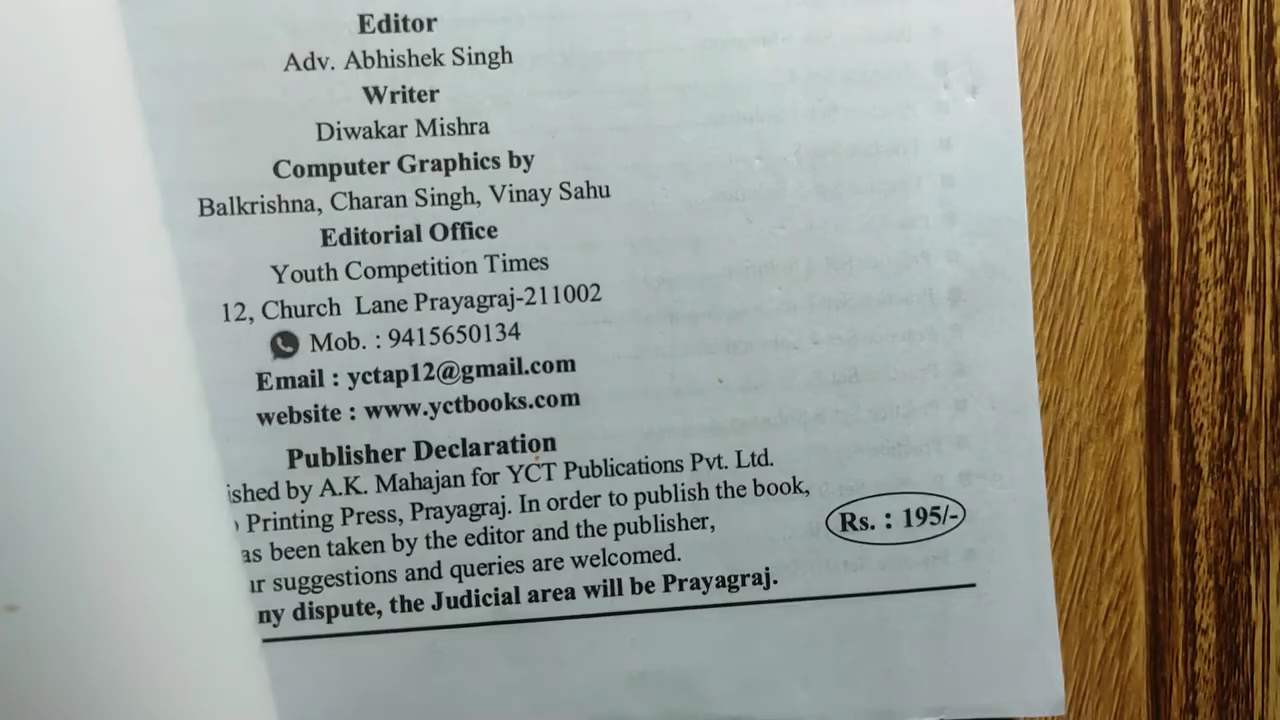 Editor
Adv. Abhishek Singh
Writer
Diwakar Mishra
Computer Graphics by
Balkrishna, Charan Singh, Vinay Sahu
Editorial Office
Youth Competition Times
12, Church Lane Prayagraj-211002
Mob. : 9415650134
Email : yctap12@gmail.com
website : www.yctbooks.com
Publisher Declaration
ished by A.K. Mahajan for YCT Publications Pvt. Ltd.
Printing Press, Prayagraj. In order to publish the book,
as been taken by the editor and the publisher,
ur suggestions and queries are welcomed.
ny dispute, the Judicial area will be Prayagraj.
Rs. : 195/-